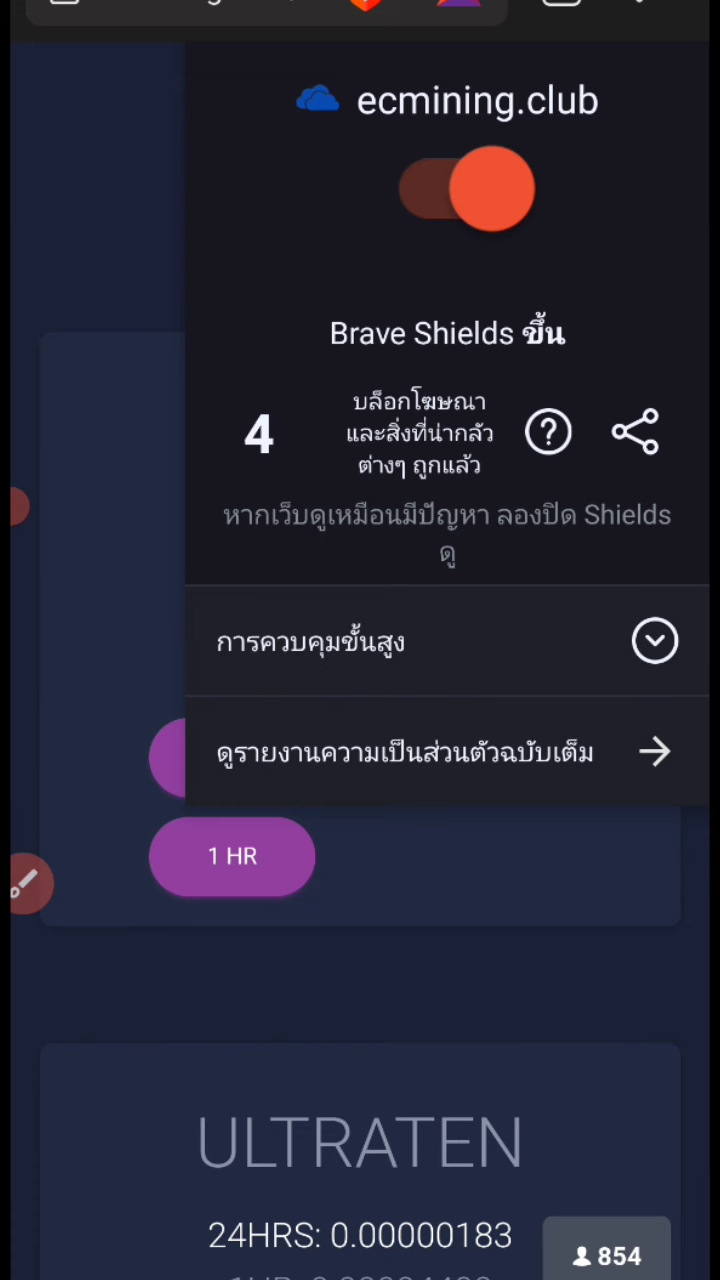 ecmining.club
Brave Shields ขึ้น
4
บล็อกโฆษณา
และสิ่งที่น่ากลัว
ต่างๆ ถูกแล้ว
หากเว็บดูเหมือนมีปัญหา ลองปิด Shields
ดู
การควบคุมขั้นสูง
ดูรายงานความเป็นส่วนตัวฉบับเต็ม
1 HR
ULTRATEN
24HRS: 0.00000183
854